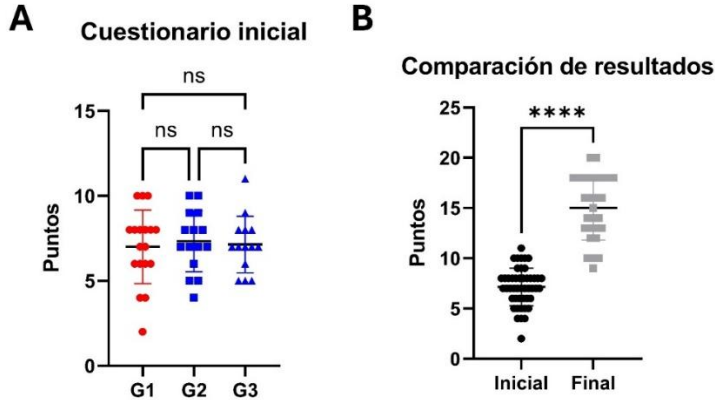 A
Cuestionario inicial
ns
ns
ns
15
10
5
0
Puntos
G1
G2
G3
B
Comparación de resultados
****
25
20
15
10
5
0
Puntos
Inicial
Final